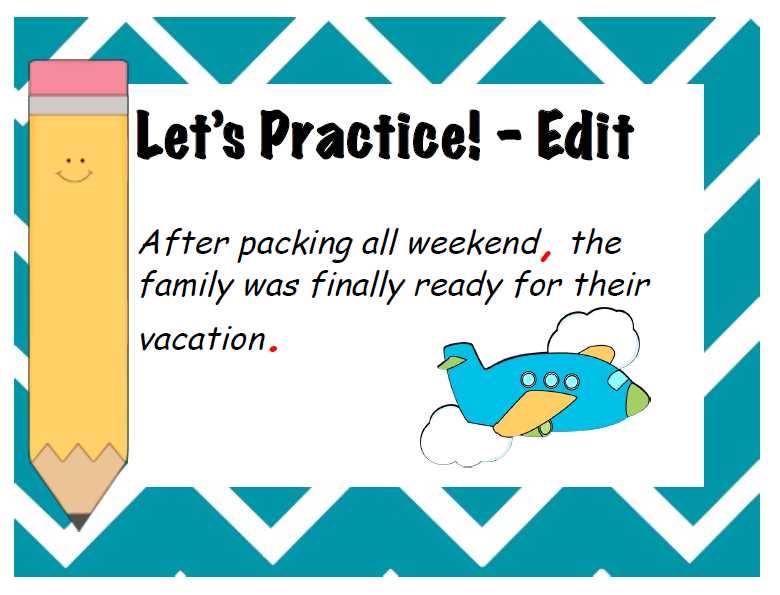 Let's Practice! - Edit
After packing all weekend, the
family was finally ready for their
vacation.